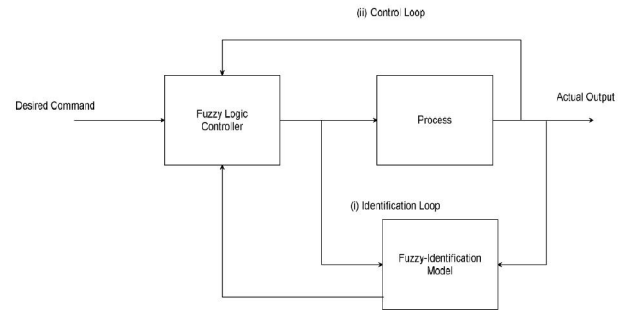 (ii) Control Loop
Desired Command
Fuzzy Logic
Controller
Process
Actual Output
(i) Identification Loop
Fuzzy-Identification
Model